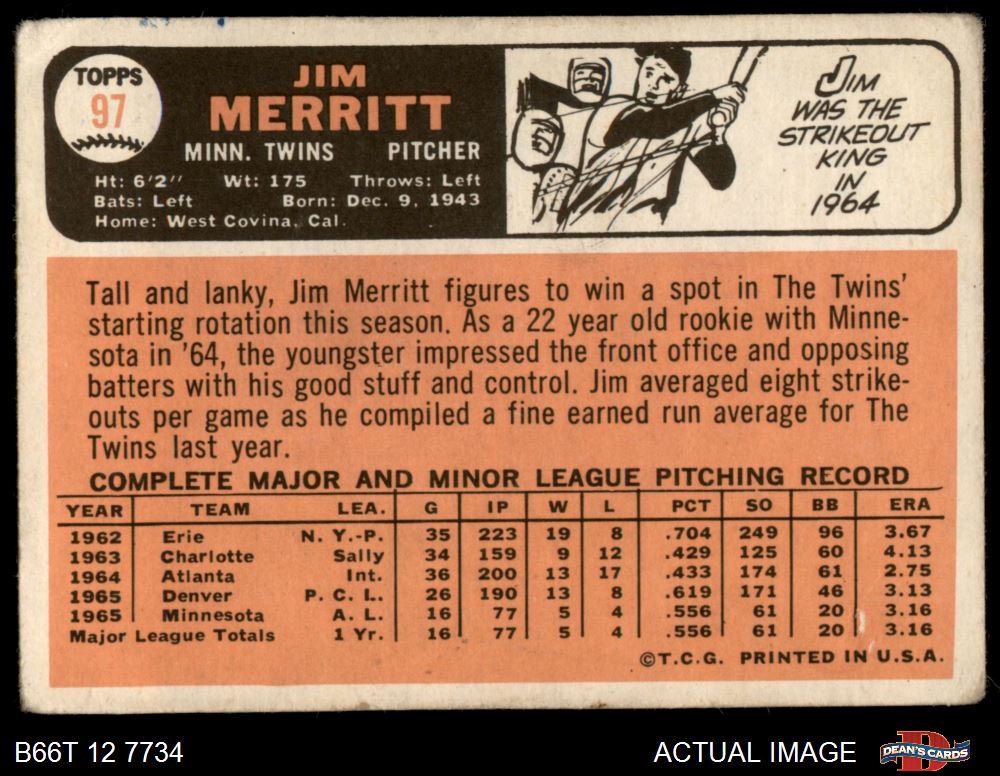 TOPPS
97
JIM
MERRITT
MINN. TWINS PITCHER
Ht: 6'2" Wt: 175 Throws: Left
Bats: Left Born: Dec. 9, 1943
Home: West Covina, Cal.
JIM
WAS THE
STRIKEOUT
KING
IN
1964
Tall and lanky, Jim Merritt figures to win a spot in The Twins'
starting rotation this season. As a 22 year old rookie with Minne-
sota in '64, the youngster impressed the front office and opposing
batters with his good stuff and control. Jim averaged eight strike-
outs per game as he compiled a fine earned run average for The
Twins last year.
COMPLETE MAJOR AND MINOR LEAGUE PITCHING RECORD
YEAR TEAM LEA. G IP W L PCT SO BB ERA
1962 Erie N. Y.-P. 35 223 19 8 .704 249 96 3.67
1963 Charlotte Sally 34 159 9 12 .429 125 60 4.13
1964 Atlanta Int. 36 200 13 17 .433 174 61 2.75
1965 Denver P. C. L. 26 190 13 8 .619 171 46 3.13
1965 Minnesota A. L. 16 77 5 4 .556 61 20 3.16
Major League Totals 1 Yr. 16 77 5 4 .556 61 20 3.16
©T.C.G. PRINTED IN U.S.A.
B66T 12 7734
ACTUAL IMAGE
D
DEAN'S CARDS